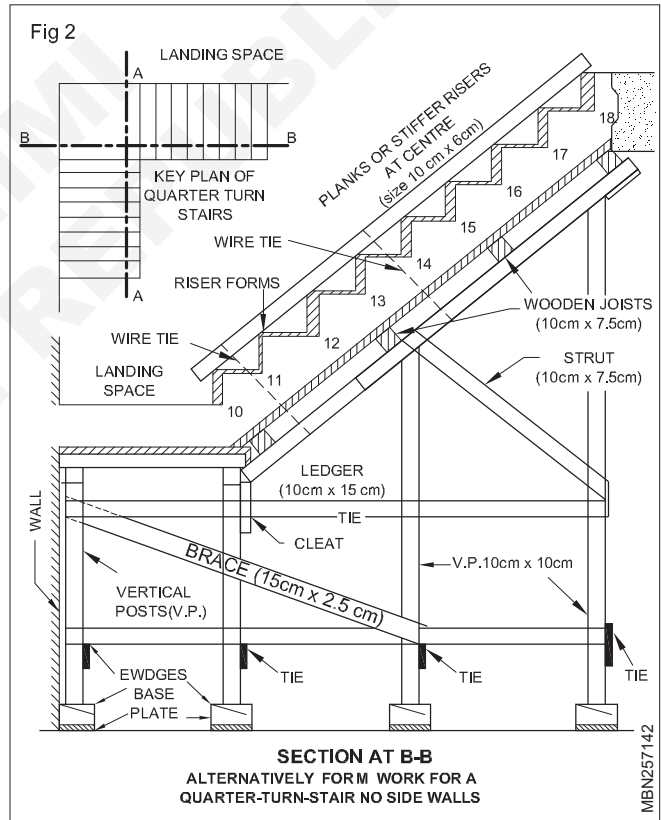 Fig 2
LANDING SPACE
A
B
B
KEY PLAN OF
QUARTER TURN
STAIRS
A
PLANKS OR STIFFER RISERS
AT CENTRE
(size 10 cm x 6cm)
WIRE TIE
RISER FORMS
WIRE TIE
LANDING
SPACE
18
17
16
15
14
13
12
11
10
WOODEN JOISTS
(10cm x 7.5cm)
STRUT
(10cm x 7.5cm)
LEDGER
(10cm x 15 cm)
TIE
CLEAT
WALL
BRACE (15cm x 2.5 cm)
V.P.10cm x 10cm
VERTICAL
POSTS(V.P.)
TIE
TIE
TIE
EWDGES
BASE
PLATE
SECTION AT B-B
ALTERNATIVELY FORM WORK FOR A
QUARTER-TURN-STAIR NO SIDE WALLS
MBN257142